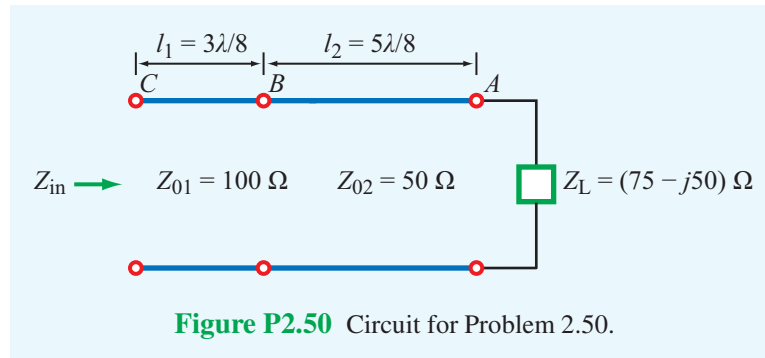 l₁ = 3λ/8 l₂ = 5λ/8
C B A
Zin Z01 = 100 Ω Z02 = 50 Ω ZL = (75 − j50) Ω
Figure P2.50 Circuit for Problem 2.50.